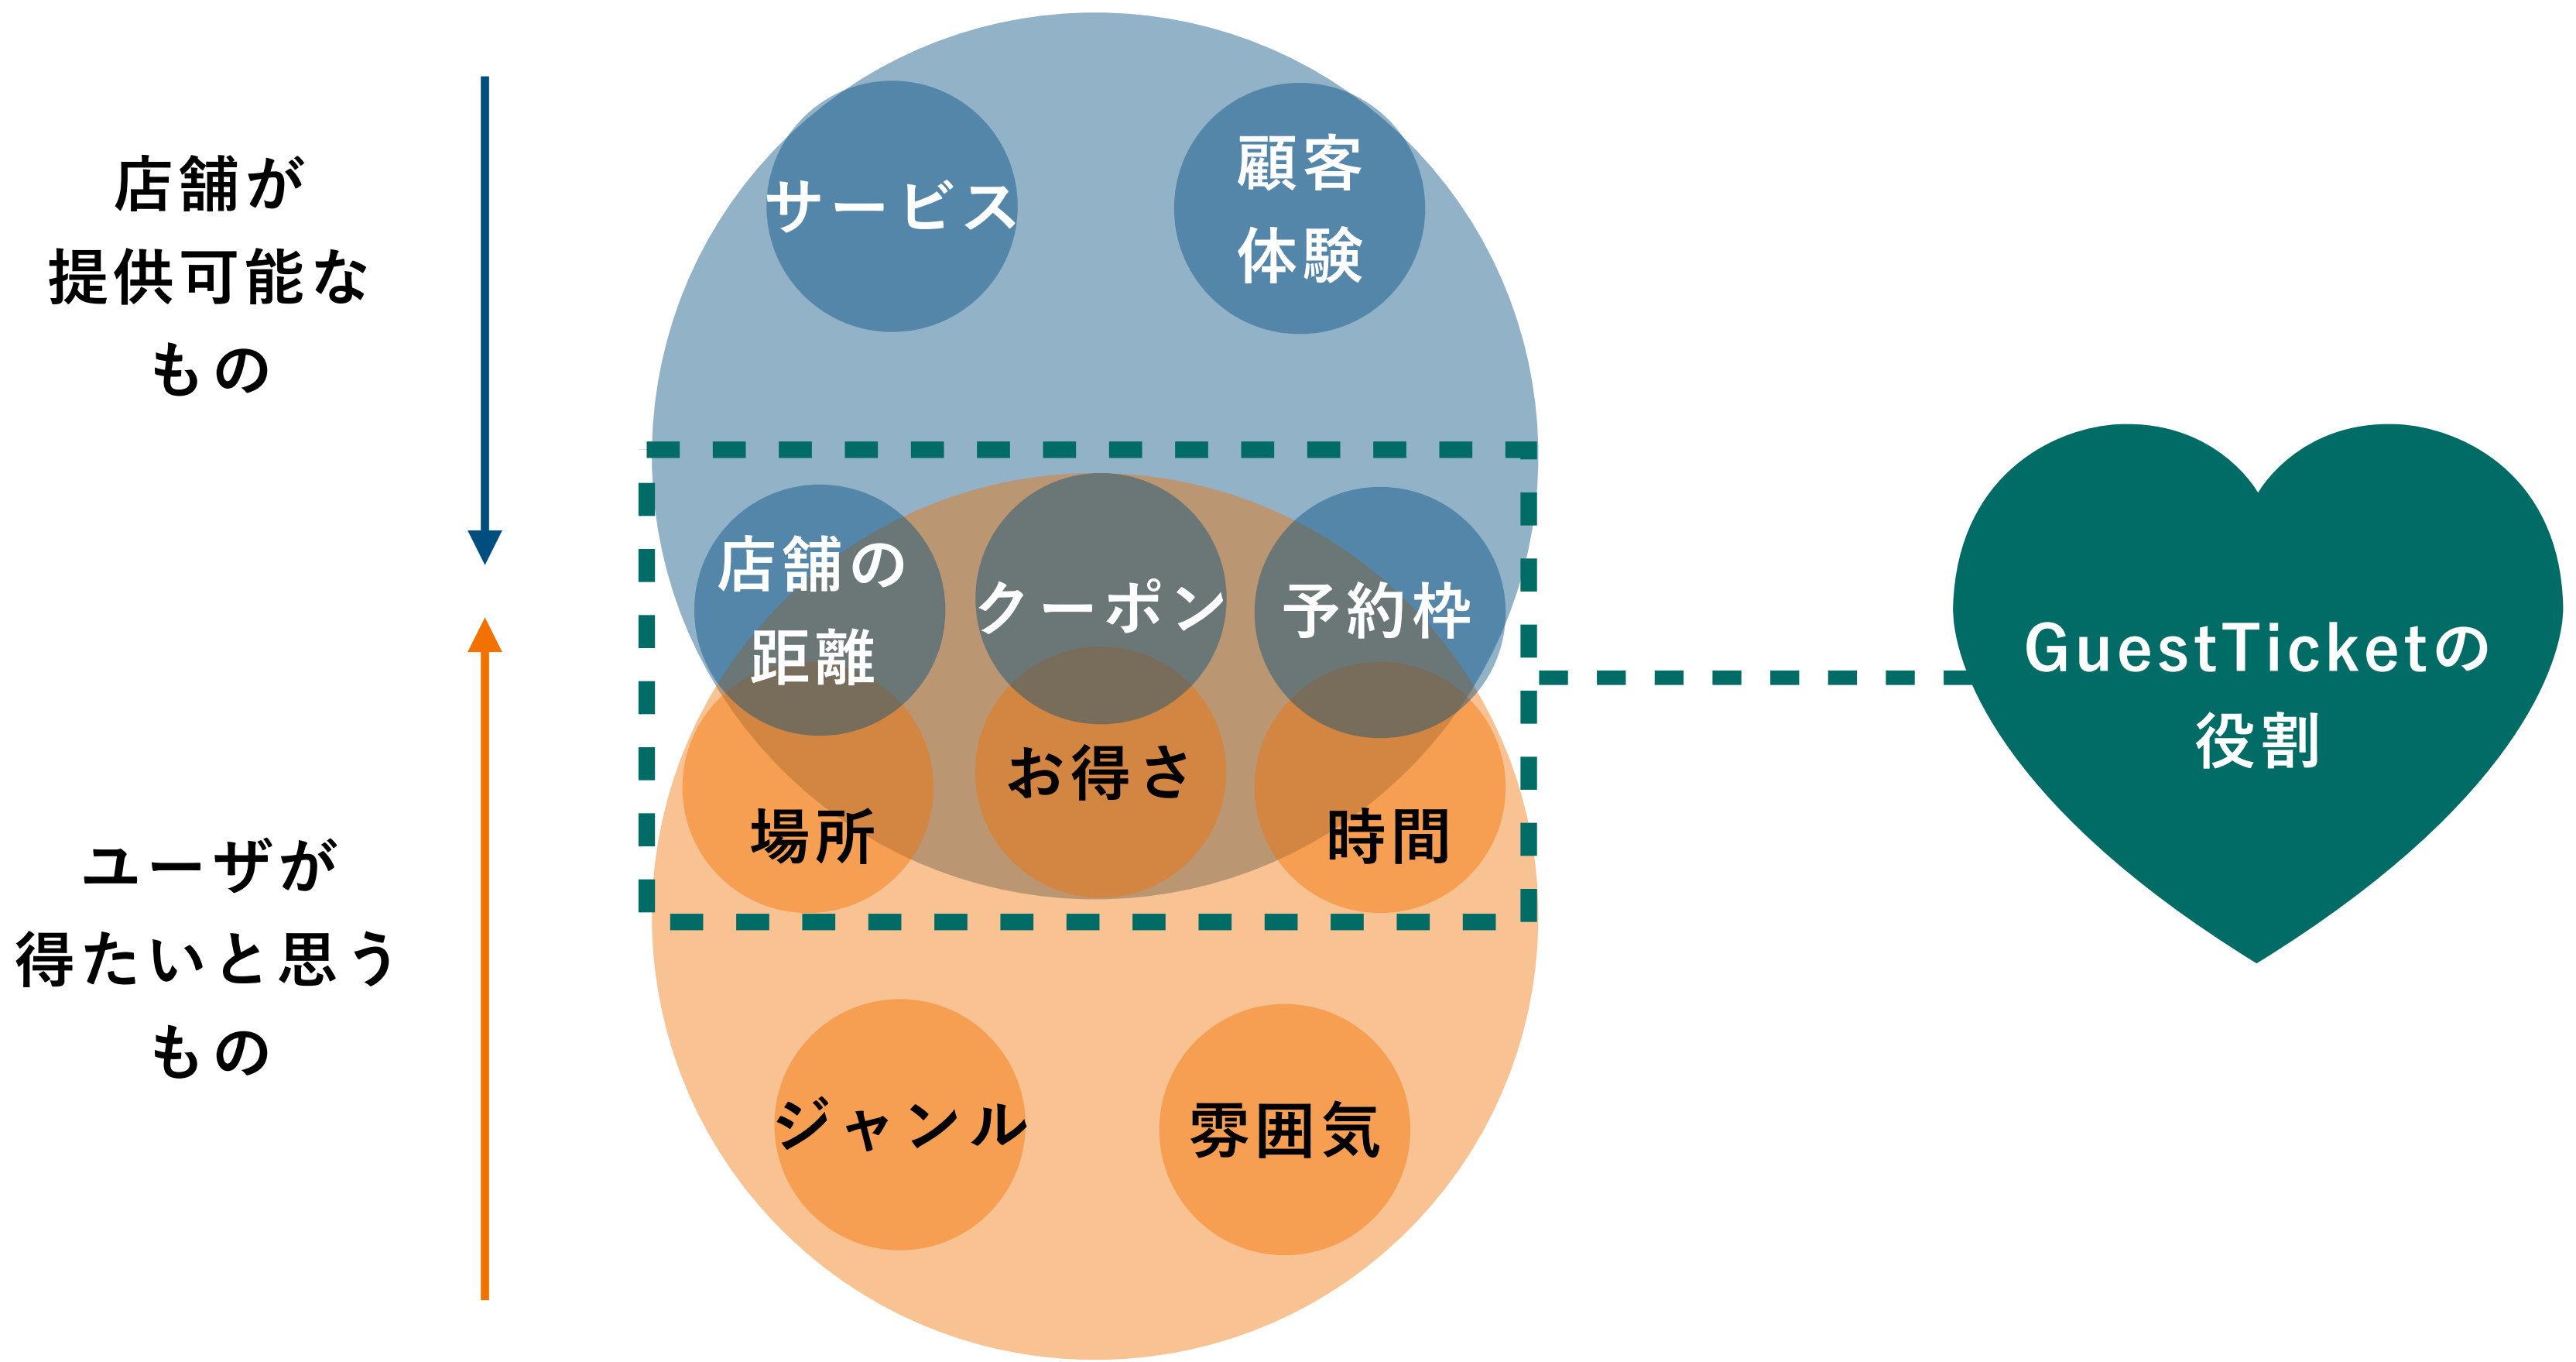 店舗が
提供可能な
もの
サービス
顧客
体験
店舗の
距離
クーポン
予約枠
場所
お得さ
時間
GuestTicketの
役割
ユーザが
得たいと思う
もの
ジャンル
雰囲気